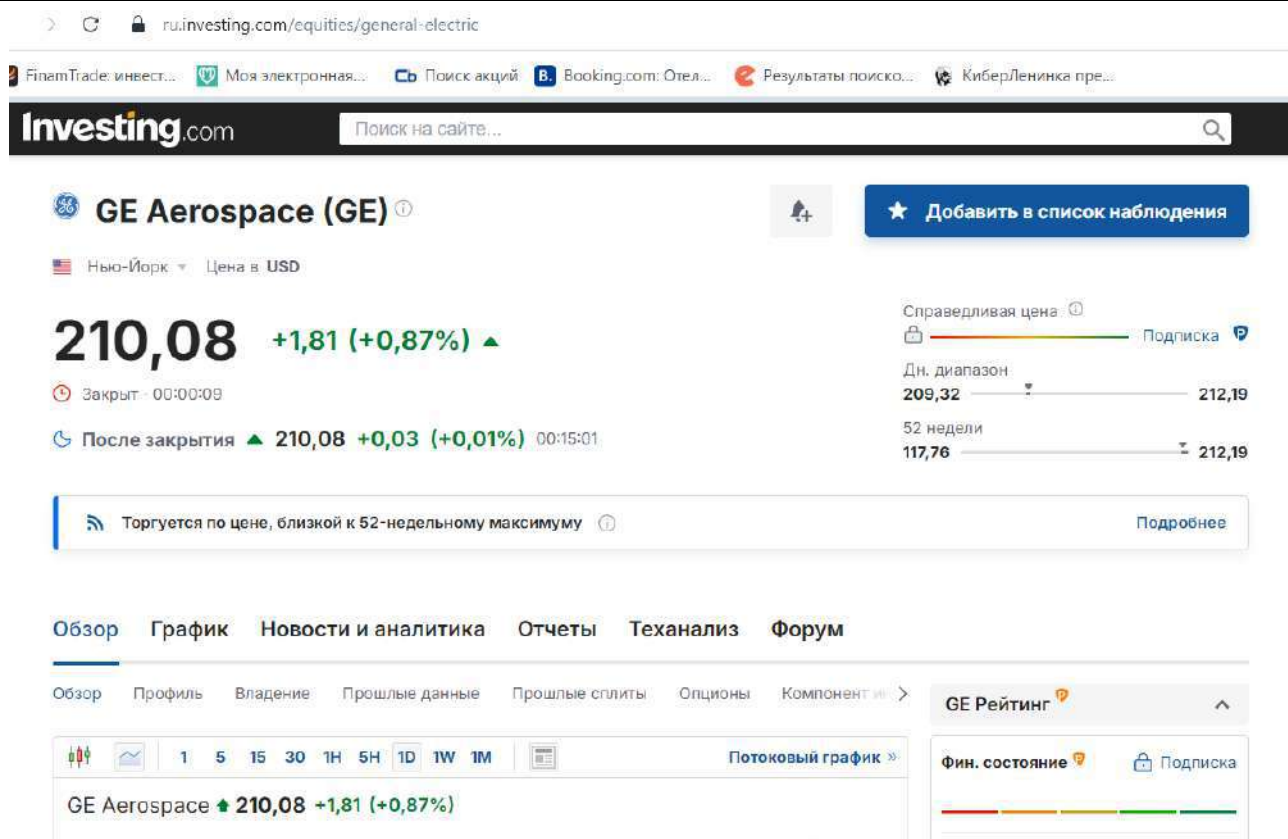 ru.investing.com/equities/general-electric
FinamTrade: инвест... Моя электронная... Сь Поиск акций B. Booking.com: Отел... Результаты поиско... КиберЛенинка пре...
Investing.com Поиск на сайте...
GE Aerospace (GE)
Добавить в список наблюдения
Нью-Йорк Цена в USD
210,08 +1,81 (+0,87%)
Справедливая цена
Подписка
Закрыт · 00:00:09
Дн. диапазон
209,32 212,19
После закрытия 210,08 +0,03 (+0,01%) 00:15:01
52 недели
117,76 212,19
Торгуется по цене, близкой к 52-недельному максимуму Подробнее
Обзор График Новости и аналитика Отчеты Теханализ Форум
Обзор Профиль Владение Прошлые данные Прошлые сплиты Опционы Компонент
GE Рейтинг
1 5 15 30 1H 5H 1D 1W 1M Потоковый график »
Фин. состояние Подписка
GE Aerospace 210,08 +1,81 (+0,87%)